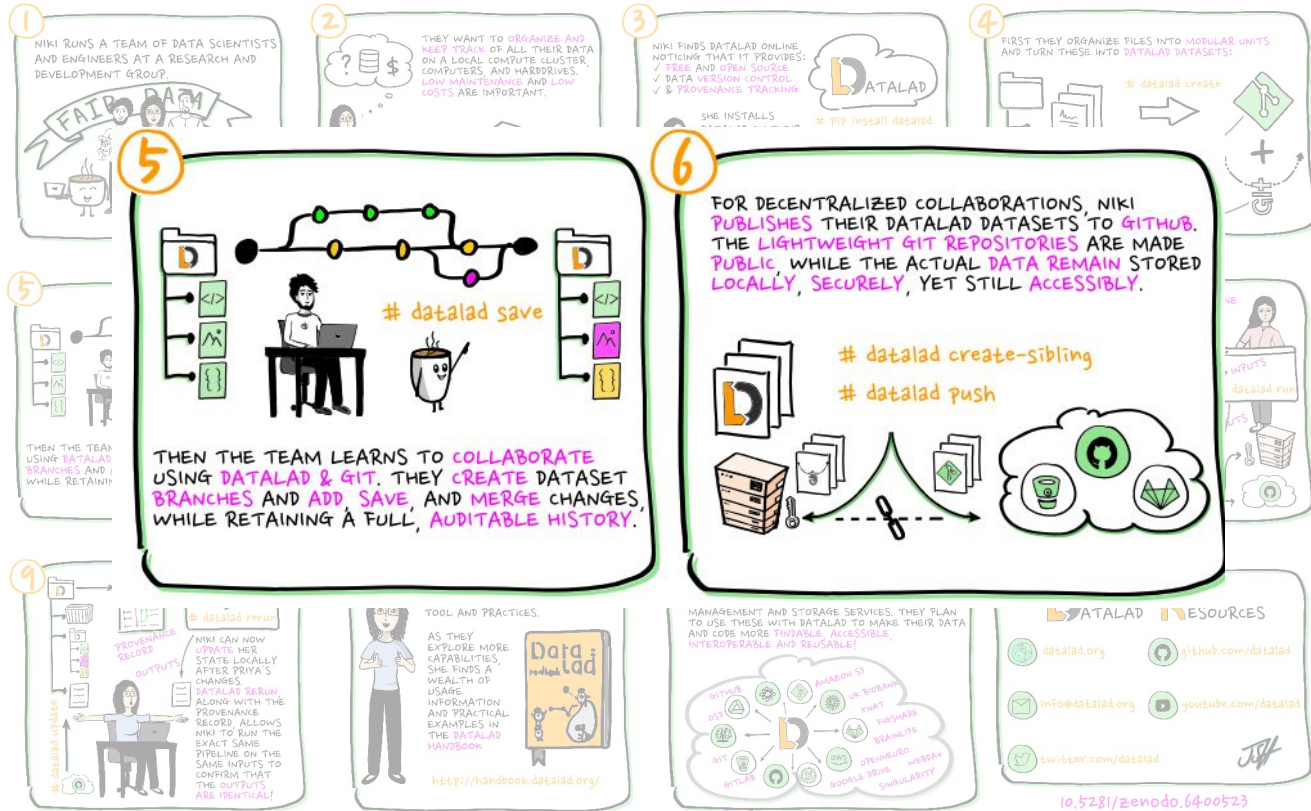 1
NIKI RUNS A TEAM OF DATA SCIENTISTS
AND ENGINEERS AT A RESEARCH AND
DEVELOPMENT GROUP.
FAIR DATA
2
? $
THEY WANT TO ORGANIZE AND
KEEP TRACK OF ALL THEIR DATA
ON A LOCAL COMPUTE CLUSTER,
COMPUTERS, AND HARDDRIVES.
LOW MAINTENANCE AND LOW
COSTS ARE IMPORTANT.
3
NIKI FINDS DATALAD ONLINE,
NOTICING THAT IT PROVIDES:
✓ FREE AND OPEN SOURCE
✓ DATA VERSION CONTROL
✓ & PROVENANCE TRACKING
DATALAD
SHE INSTALLS
# pip install datalad
4
FIRST THEY ORGANIZE FILES INTO MODULAR UNITS
AND TURN THESE INTO DATALAD DATASETS:
# datalad create
+
Git
5
</>
{ }
# datalad save
</>
{ }
THEN THE TEAM LEARNS TO COLLABORATE
USING DATALAD & GIT. THEY CREATE DATASET
BRANCHES AND ADD, SAVE, AND MERGE CHANGES,
WHILE RETAINING A FULL, AUDITABLE HISTORY.
6
FOR DECENTRALIZED COLLABORATIONS, NIKI
PUBLISHES THEIR DATALAD DATASETS TO GITHUB.
THE LIGHTWEIGHT GIT REPOSITORIES ARE MADE
PUBLIC, WHILE THE ACTUAL DATA REMAIN STORED
LOCALLY, SECURELY, YET STILL ACCESSIBLY.
# datalad create-sibling
# datalad push
5
THEN THE TEAM
USING DATALAD
BRANCHES AND
WHILE RETAIN
INPUTS
datalad run
9
# datalad rerun
PROVENANCE
RECORD
OUTPUTS
# datalad update
NIKI CAN NOW
UPDATE HER
STATE LOCALLY
AFTER PRIYA'S
CHANGES.
DATALAD RERUN
ALONG WITH THE
PROVENANCE
RECORD, ALLOWS
NIKI TO RUN THE
EXACT SAME
PIPELINE ON THE
SAME INPUTS TO
CONFIRM THAT
THE OUTPUTS
ARE IDENTICAL!
TOOL AND PRACTICES.
AS THEY
EXPLORE MORE
CAPABILITIES,
SHE FINDS A
WEALTH OF
USAGE
INFORMATION
AND PRACTICAL
EXAMPLES IN
THE DATALAD
HANDBOOK
Data
lad
http://handbook.datalad.org/
MANAGEMENT AND STORAGE SERVICES. THEY PLAN
TO USE THESE WITH DATALAD TO MAKE THEIR DATA
AND CODE MORE FINDABLE, ACCESSIBLE,
INTEROPERABLE AND REUSABLE!
GITHUB
AMAZON S3
UK BIOBANK
OSF
XNAT
FIGSHARE
BRAINLIFE
GIT
aws
OPENNEURO
WEBDAV
GITLAB
GOOGLE DRIVE
SINGULARITY
DATALAD RESOURCES
datalad.org
github.com/datalad
info@datalad.org
youtube.com/datalad
twitter.com/datalad
10.5281/zenodo.6400523